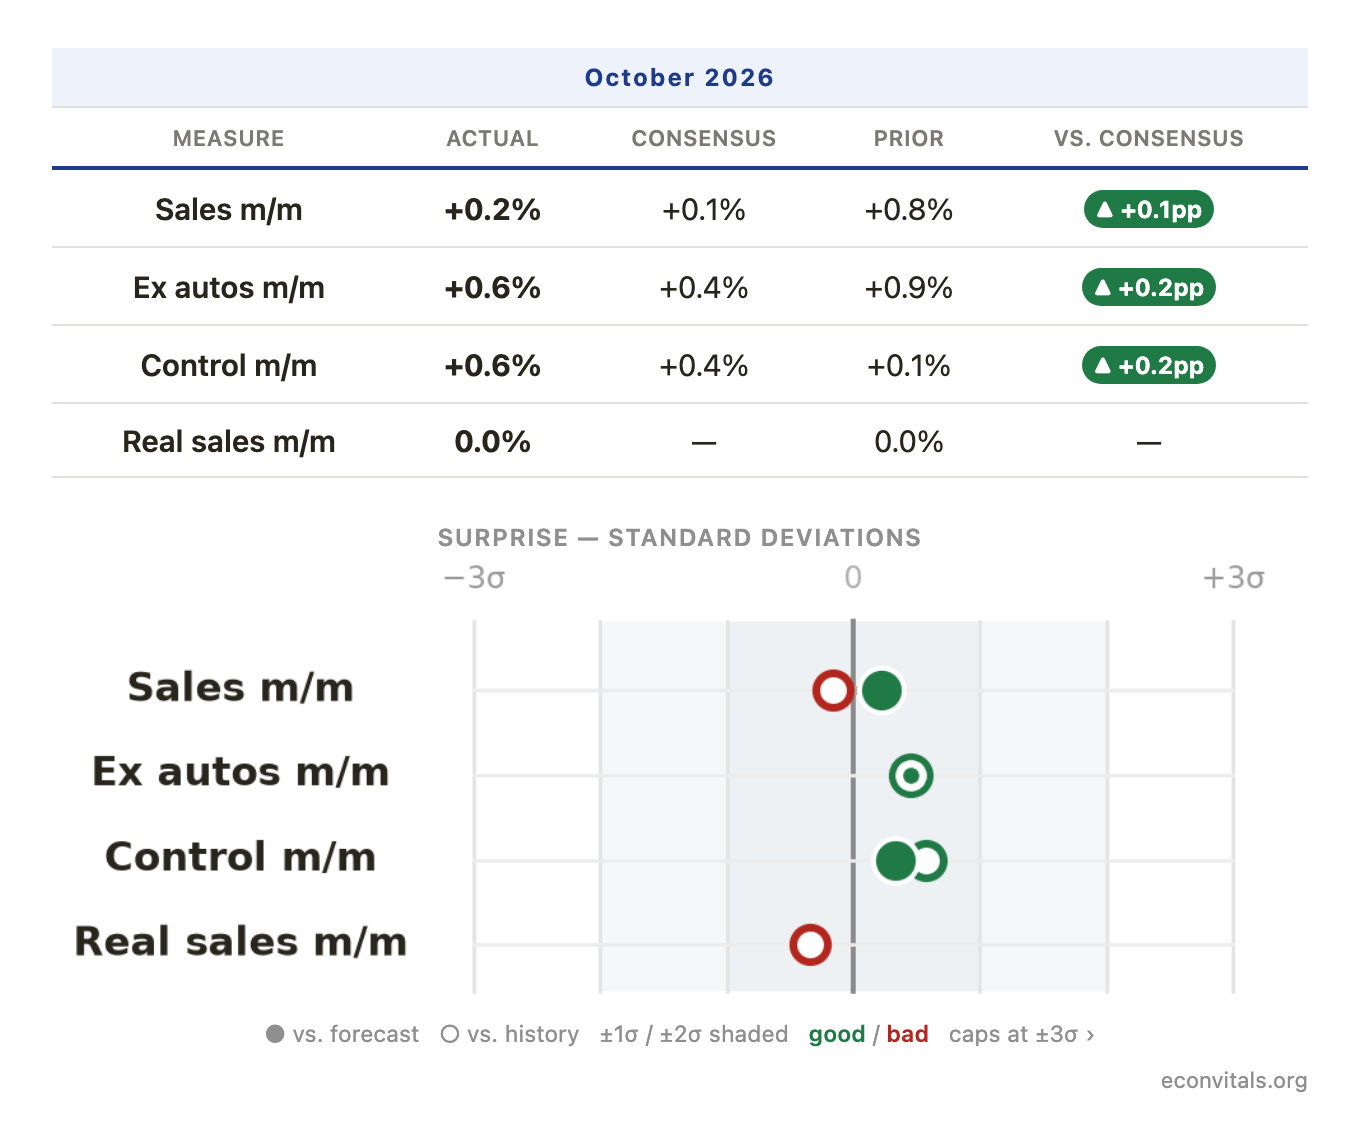 October 2026
MEASURE ACTUAL CONSENSUS PRIOR VS. CONSENSUS
Sales m/m +0.2% +0.1% +0.8% ▲ +0.1pp
Ex autos m/m +0.6% +0.4% +0.9% ▲ +0.2pp
Control m/m +0.6% +0.4% +0.1% ▲ +0.2pp
Real sales m/m 0.0% — 0.0% —
SURPRISE — STANDARD DEVIATIONS
−3σ 0 +3σ
Sales m/m
Ex autos m/m
Control m/m
Real sales m/m
vs. forecast vs. history ±1σ / ±2σ shaded good / bad caps at ±3σ ›
econvitals.org